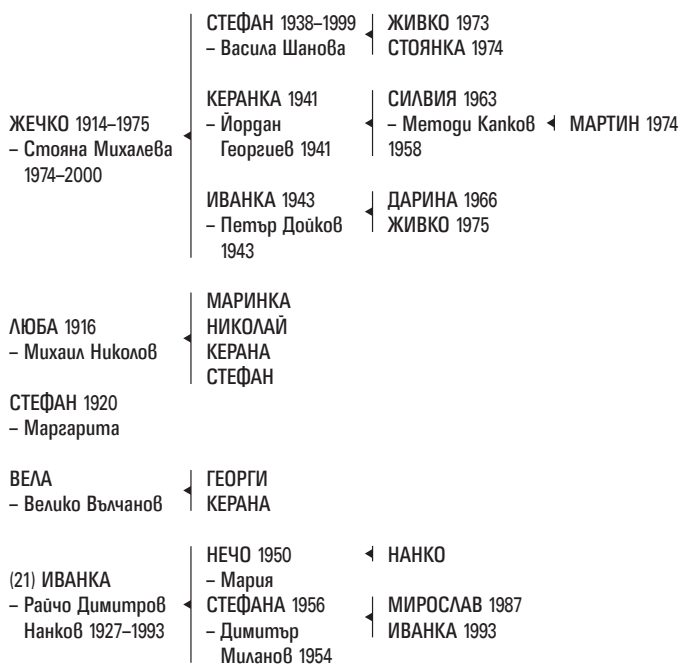 ЖЕЧКО 1914–1975
– Стояна Михалева
1974–2000
СТЕФАН 1938–1999
– Васила Шанова
ЖИВКО 1973
СТОЯНКА 1974
КЕРАНКА 1941
– Йордан
Георгиев 1941
СИЛВИЯ 1963
– Методи Капков
1958
МАРТИН 1974
ИВАНКА 1943
– Петър Дойков
1943
ДАРИНА 1966
ЖИВКО 1975
ЛЮБА 1916
– Михаил Николов
МАРИНКА
НИКОЛАЙ
КЕРАНА
СТЕФАН
СТЕФАН 1920
– Маргарита
ВЕЛА
– Велико Вълчанов
ГЕОРГИ
КЕРАНА
(21) ИВАНКА
– Райчо Димитров
Нанков 1927–1993
НЕЧО 1950
– Мария
НАНКО
СТЕФАНА 1956
– Димитър
Миланов 1954
МИРОСЛАВ 1987
ИВАНКА 1993